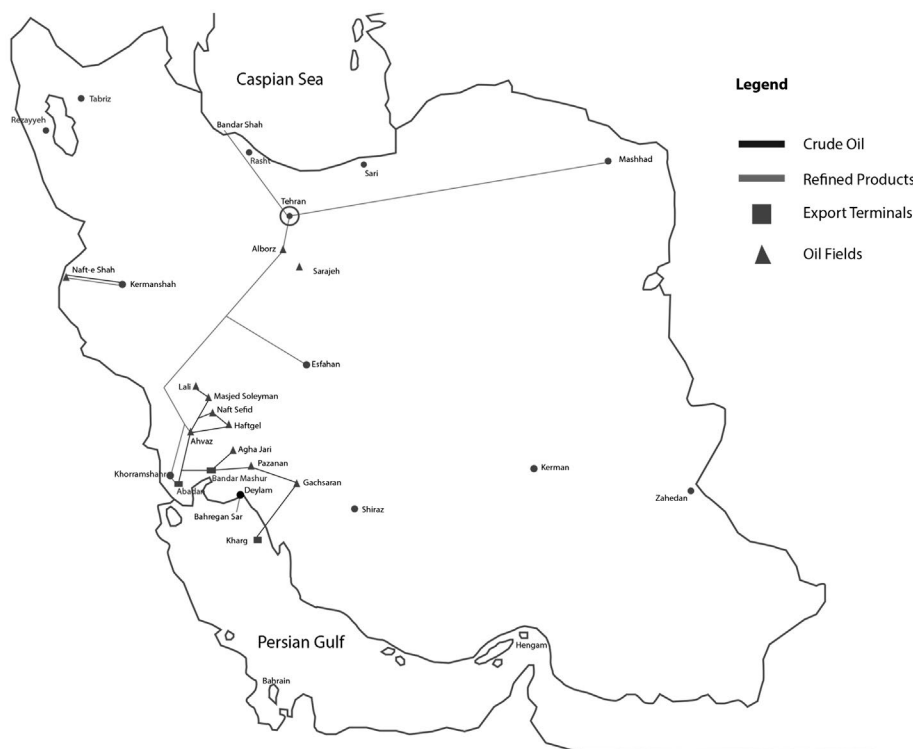 Caspian Sea
Legend
Tabriz
Rezayyeh
Bandar Shah
Rasht
Sari
Mashhad
Crude Oil
Refined Products
Export Terminals
Oil Fields
Tehran
Alborz
Sarajeh
Naft-e Shah
Kermanshah
Esfahan
Lali
Masjed Soleyman
Naft Sefid
Haftgel
Ahvaz
Agha Jari
Pazanan
Khorramshahr
Bandar Mashur
Abadan
Gachsaran
Deylam
Bahregan Sar
Kharg
Shiraz
Kerman
Zahedan
Persian Gulf
Hengam
Bahrain